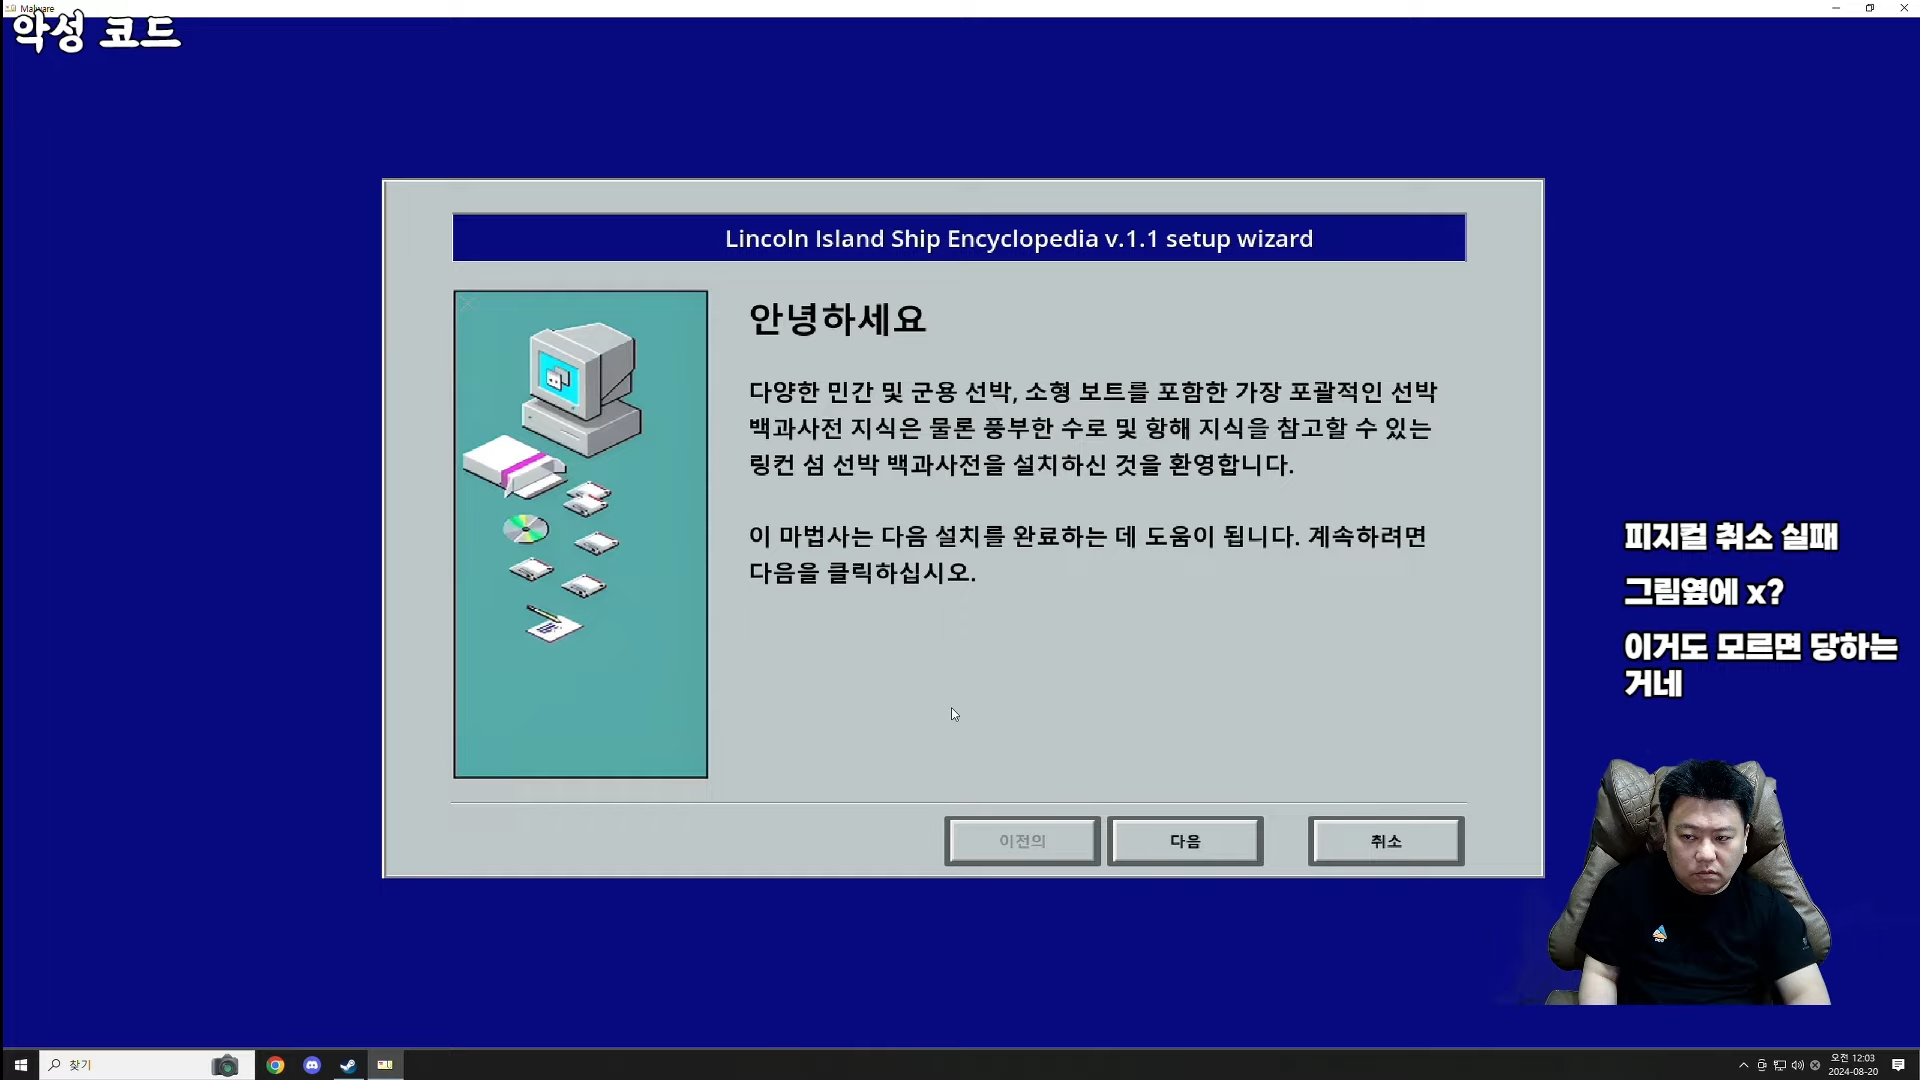 Malware
악성 코드
Lincoln Island Ship Encyclopedia v.1.1 setup wizard
안녕하세요
다양한 민간 및 군용 선박, 소형 보트를 포함한 가장 포괄적인 선박
백과사전 지식은 물론 풍부한 수로 및 항해 지식을 참고할 수 있는
링컨 섬 선박 백과사전을 설치하신 것을 환영합니다.
이 마법사는 다음 설치를 완료하는 데 도움이 됩니다. 계속하려면
다음을 클릭하십시오.
피지컬 취소 실패
그림옆에 x?
이거도 모르면 당하는
거네
이전의
다음
취소
찾기
오전 12:03
2024-08-20